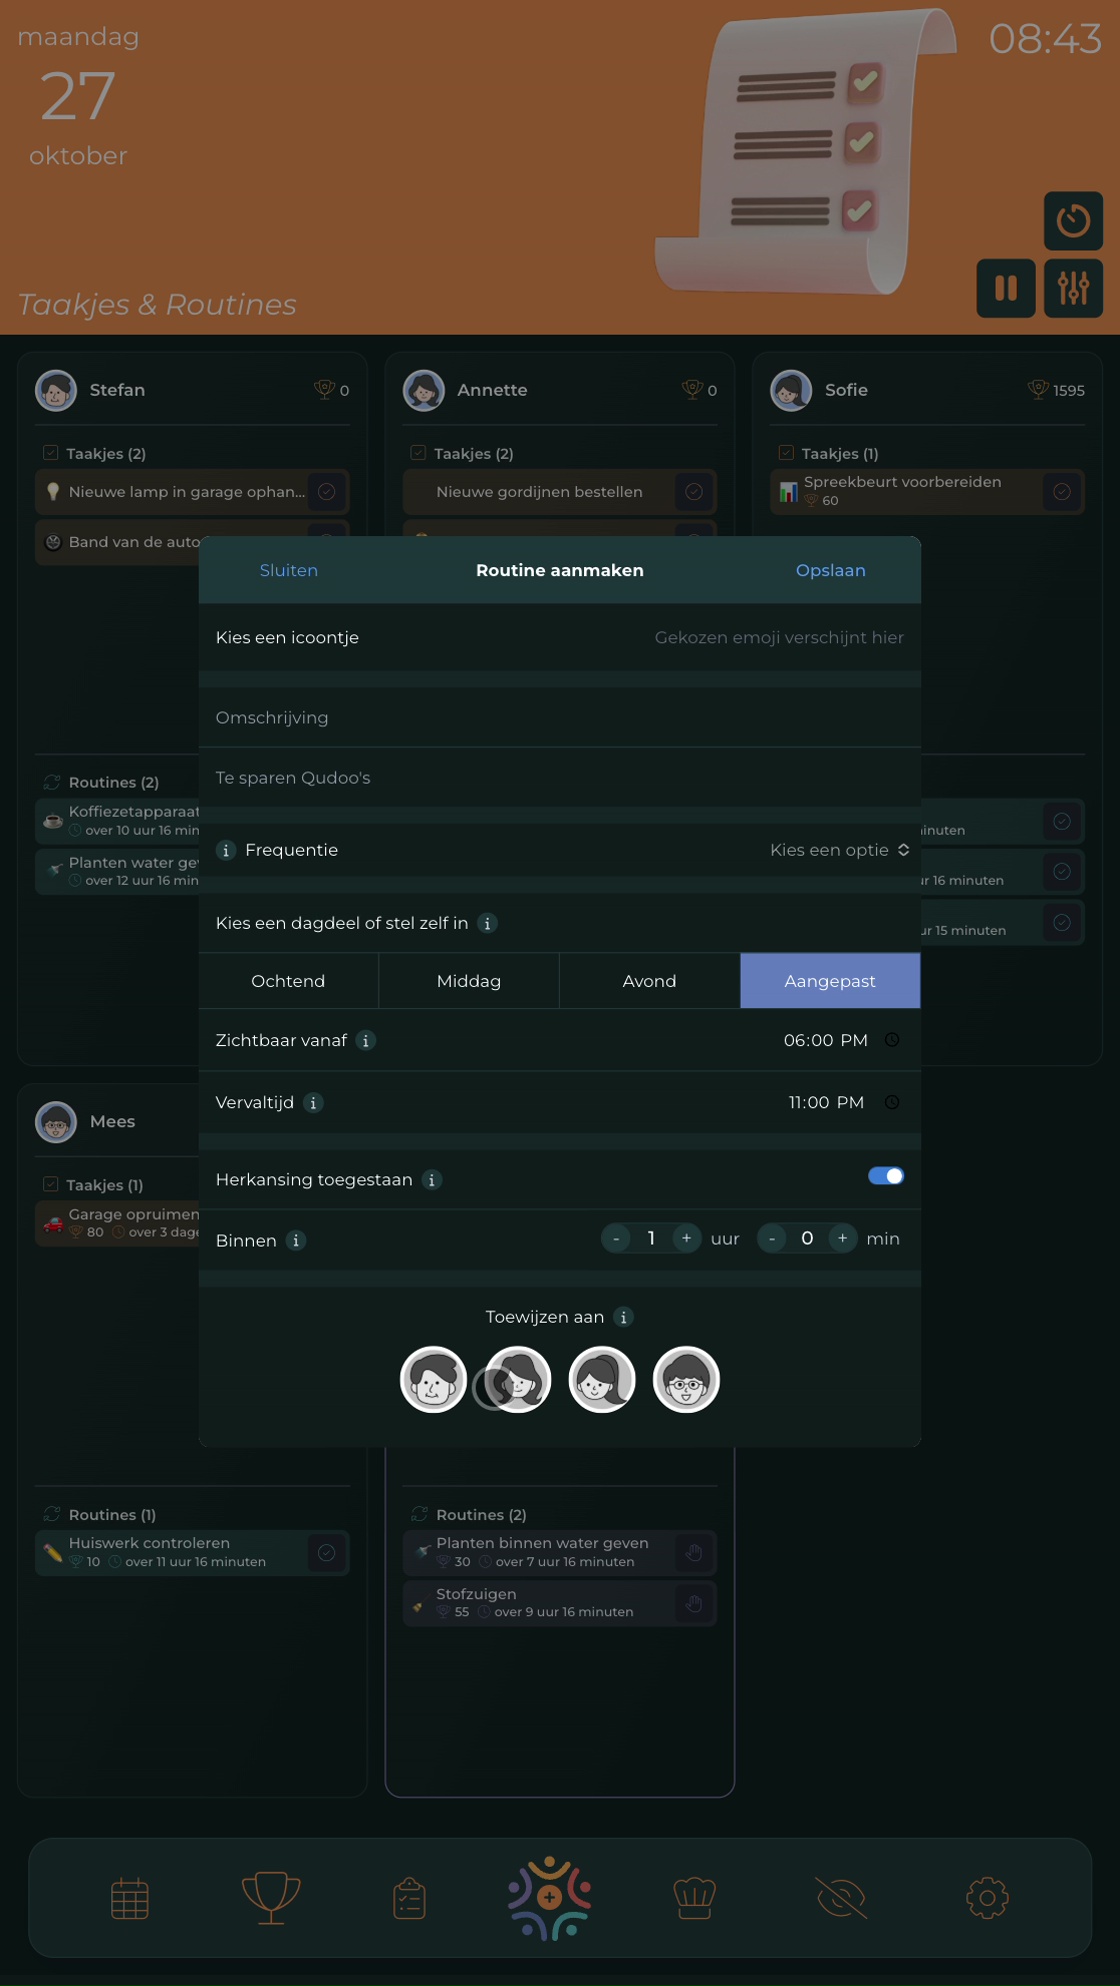 maandag
27
oktober
08:43
Taakjes & Routines
Stefan
0
Taakjes (2)
Nieuwe lamp in garage ophan...
Band van de auto
Routines (2)
Koffiezetapparaat
over 10 uur 16 min
Planten water ge
over 12 uur 16 min
Annette
0
Taakjes (2)
Nieuwe gordijnen bestellen
Sofie
1595
Taakjes (1)
Spreekbeurt voorbereiden
60
inuten
ur 16 minuten
ur 15 minuten
Sluiten
Routine aanmaken
Opslaan
Kies een icoontje
Gekozen emoji verschijnt hier
Omschrijving
Te sparen Qudoo's
Frequentie
Kies een optie
Kies een dagdeel of stel zelf in
Ochtend
Middag
Avond
Aangepast
Zichtbaar vanaf
06:00 PM
Vervaltijd
11:00 PM
Herkansing toegestaan
Binnen
- 1 + uur - 0 + min
Toewijzen aan
Mees
Taakjes (1)
Garage opruimen
80 over 3 dage
Routines (1)
Huiswerk controleren
10 over 11 uur 16 minuten
Routines (2)
Planten binnen water geven
30 over 7 uur 16 minuten
Stofzuigen
55 over 9 uur 16 minuten